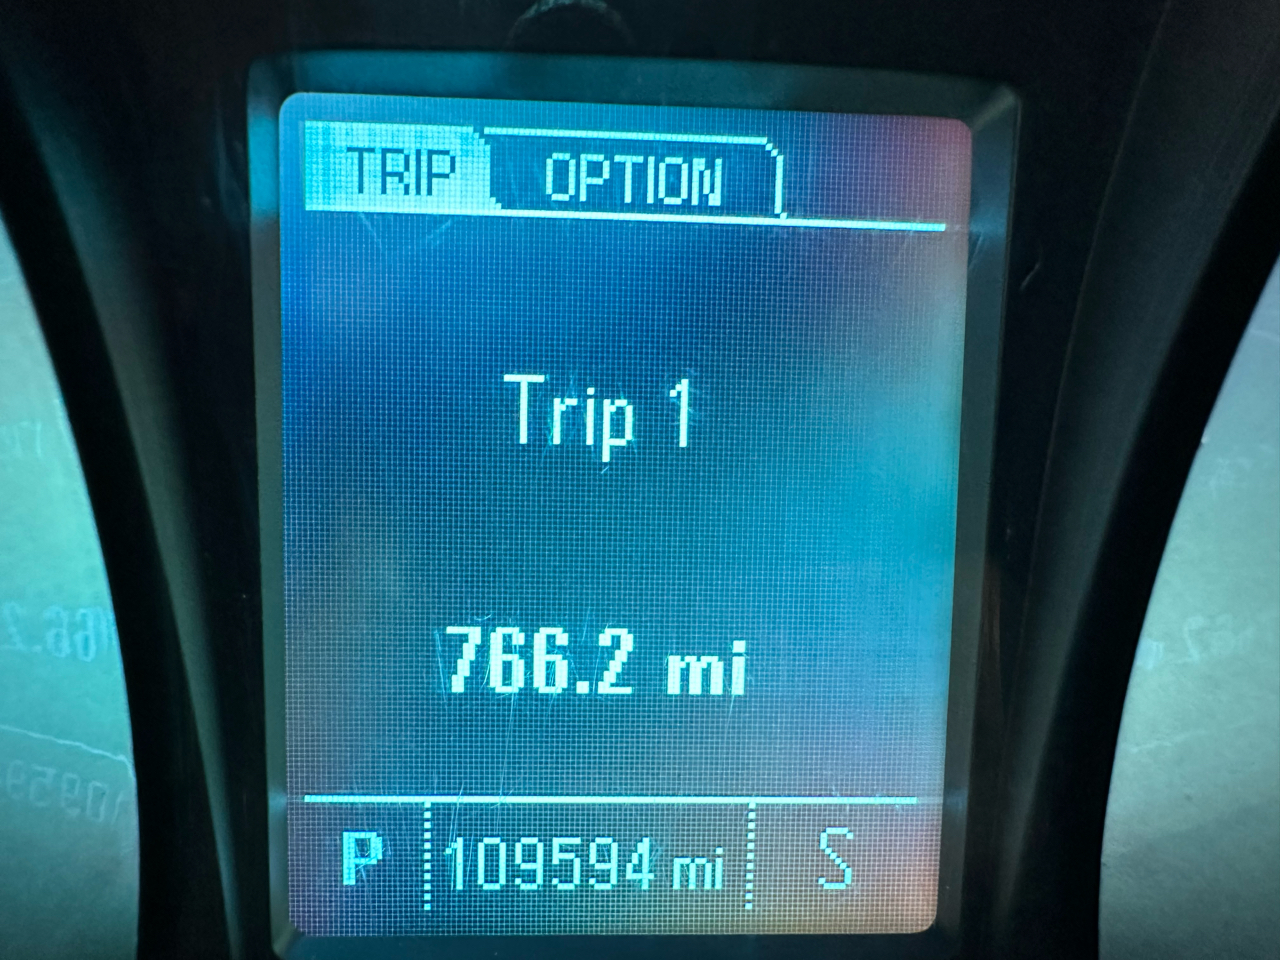 TRIP OPTION
Trip 1
766.2 mi
P 109594 mi S